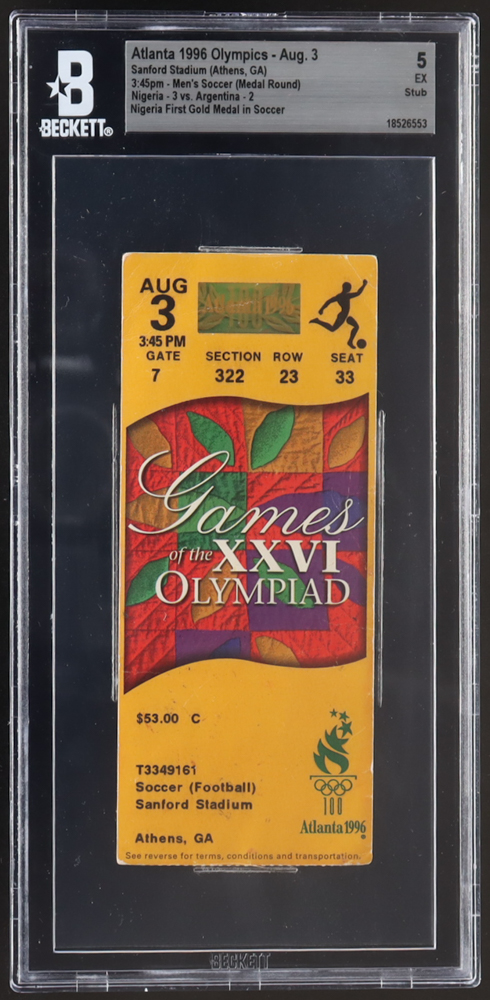 B
BECKETT®
Atlanta 1996 Olympics - Aug. 3
Sanford Stadium (Athens, GA)
3:45pm - Men's Soccer (Medal Round)
Nigeria - 3 vs. Argentina - 2
Nigeria First Gold Medal in Soccer
5
EX
Stub
18526553
AUG
3
3:45 PM
GATE SECTION ROW SEAT
7 322 23 33
Games
of the XXVI
OLYMPIAD
$53.00 C
T3349161
Soccer (Football)
Sanford Stadium
Athens, GA
100
Atlanta 1996
See reverse for terms, conditions and transportation.
BECKETT